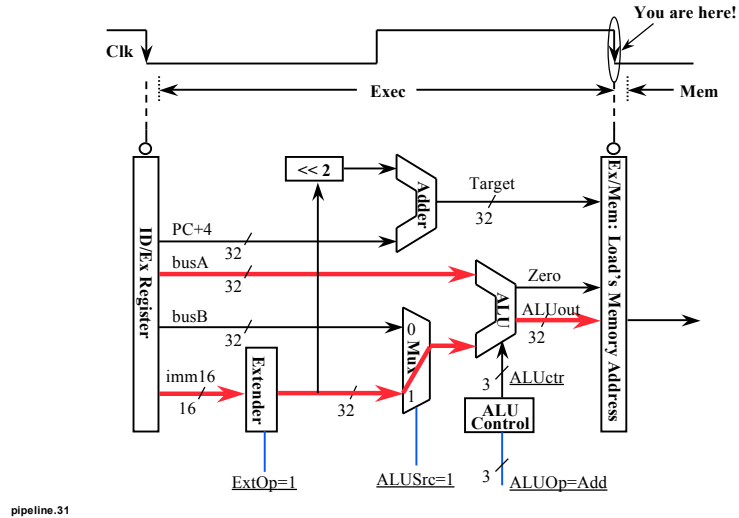 You are here!
Clk
Exec
Mem
<< 2
Adder
Target
32
PC+4
32
busA
32
busB
32
imm16
16
ID/Ex Register
Extender
32
0
Mux
1
ALU
Zero
ALUout
32
3
ALUctr
ALU
Control
3
ExtOp=1
ALUSrc=1
ALUOp=Add
Ex/Mem: Load's Memory Address
pipeline.31